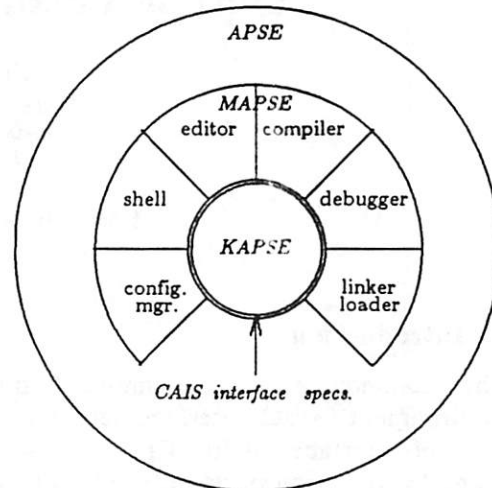 APSE
MAPSE
editor
compiler
shell
debugger
KAPSE
config.
mgr.
linker
loader
CAIS interface specs.